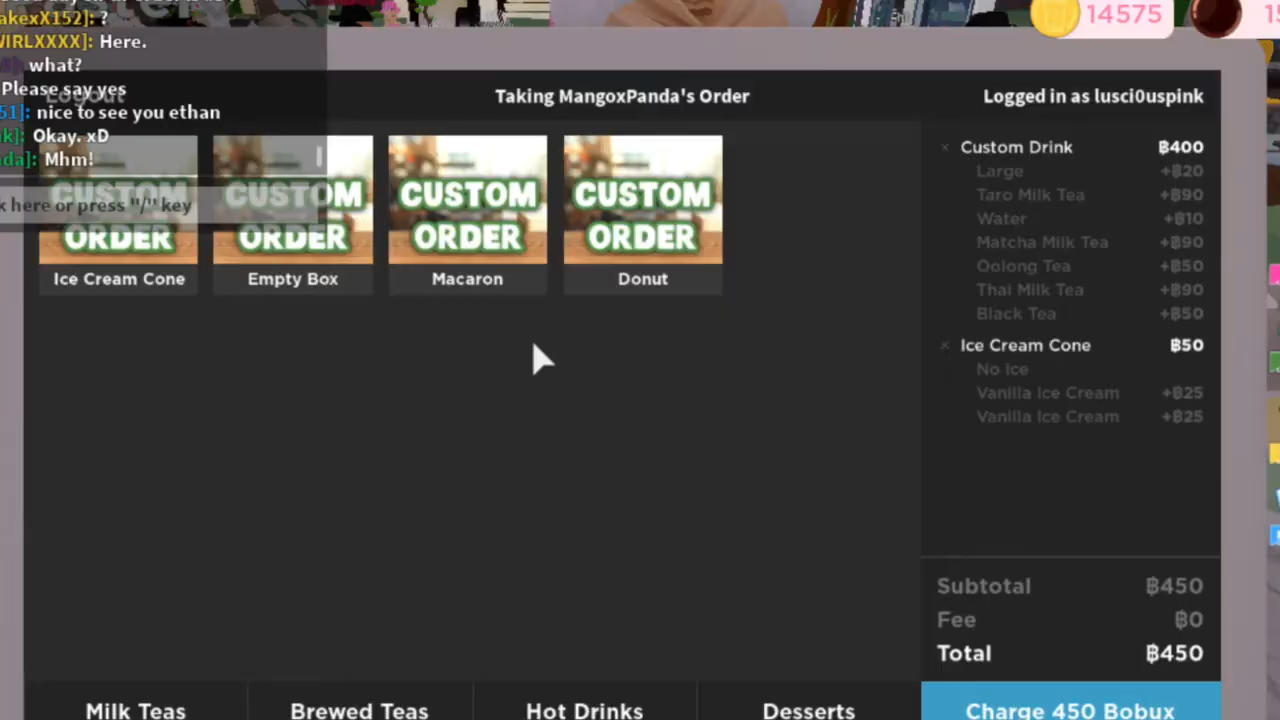 akexX152]: ?
WIRLXXXX]: Here.
what?
Please say yes
Logout
51]: nice to see you ethan
k]: Okay. xD
da]: Mhm!
k here or press "/" key
14575
Taking MangoxPanda's Order
Logged in as lusci0uspink
CUSTOM ORDER
Ice Cream Cone
CUSTOM ORDER
Empty Box
CUSTOM ORDER
Macaron
CUSTOM ORDER
Donut
× Custom Drink ฿400
Large +฿20
Taro Milk Tea +฿90
Water +฿10
Matcha Milk Tea +฿90
Oolong Tea +฿50
Thai Milk Tea +฿90
Black Tea +฿50
× Ice Cream Cone ฿50
No Ice
Vanilla Ice Cream +฿25
Vanilla Ice Cream +฿25
Subtotal ฿450
Fee ฿0
Total ฿450
Milk Teas
Brewed Teas
Hot Drinks
Desserts
Charge 450 Bobux